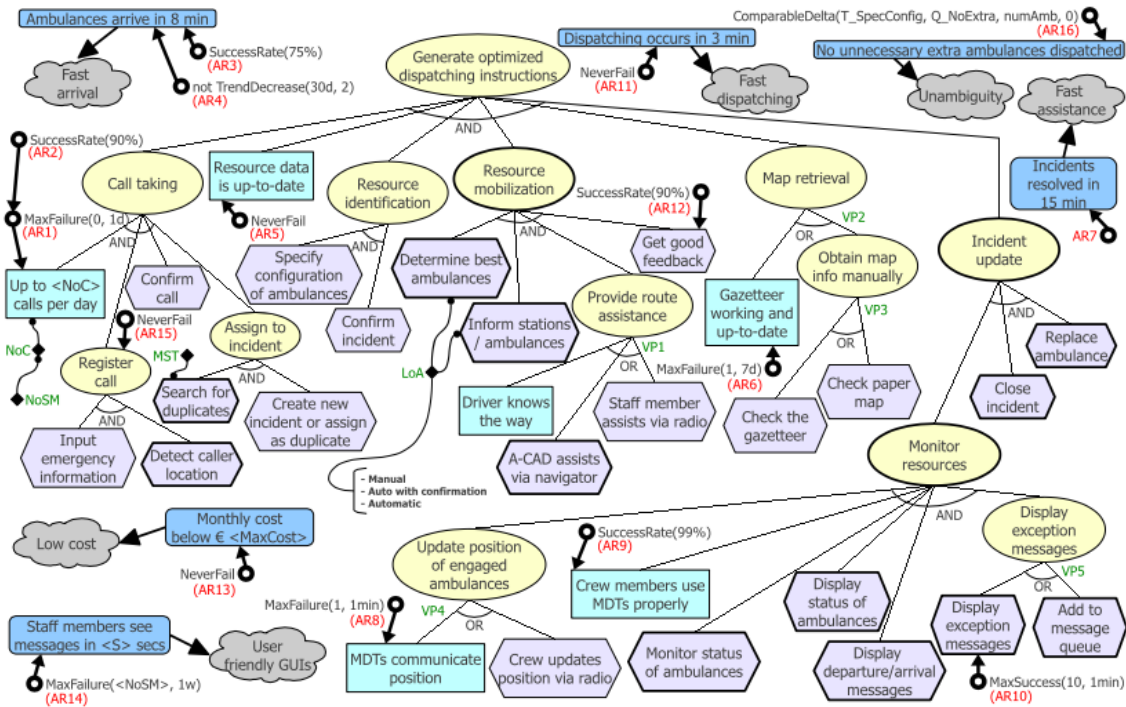 Ambulances arrive in 8 min
SuccessRate(75%)
(AR3)
Fast
arrival
not TrendDecrease(30d, 2)
(AR4)
Generate optimized
dispatching instructions
Dispatching occurs in 3 min
NeverFail
(AR11)
Fast
dispatching
ComparableDelta(T_SpecConfig, Q_NoExtra, numAmb, 0)
(AR16)
No unnecessary extra ambulances dispatched
Unambiguity
Fast
assistance
Incidents
resolved in
15 min
AR7)
AND
SuccessRate(90%)
(AR2)
MaxFailure(0, 1d)
(AR1)
Call taking
Resource data
is up-to-date
NeverFail
(AR5)
Resource
identification
Resource
mobilization
SuccessRate(90%)
(AR12)
Map retrieval
VP2
OR
Incident
update
AND
AND
AND
AND
Up to <NoC>
calls per day
Confirm
call
Specify
configuration
of ambulances
Confirm
incident
Determine best
ambulances
Get good
feedback
Inform stations
/ ambulances
Provide route
assistance
VP1
OR
Gazetteer
working and
up-to-date
MaxFailure(1, 7d)
(AR6)
Obtain map
info manually
VP3
OR
Check the
gazetteer
Check paper
map
Replace
ambulance
Close
incident
NeverFail
(AR15)
NoC
NoSM
Register
call
AND
MST
Assign to
incident
AND
Search for
duplicates
Create new
incident or assign
as duplicate
Input
emergency
information
Detect caller
location
LoA
- Manual
- Auto with confirmation
- Automatic
Driver knows
the way
A-CAD assists
via navigator
Staff member
assists via radio
Monitor
resources
AND
Low cost
Monthly cost
below € <MaxCost>
NeverFail
(AR13)
Staff members see
messages in <S> secs
User
friendly GUIs
MaxFailure(<NoSM>, 1w)
(AR14)
Update position
of engaged
ambulances
VP4
OR
MaxFailure(1, 1min)
(AR8)
MDTs communicate
position
Crew updates
position via radio
SuccessRate(99%)
(AR9)
Crew members use
MDTs properly
Monitor status
of ambulances
Display
status of
ambulances
Display
departure/arrival
messages
Display
exception
messages
VP5
OR
Display
exception
messages
Add to
message
queue
MaxSuccess(10, 1min)
(AR10)